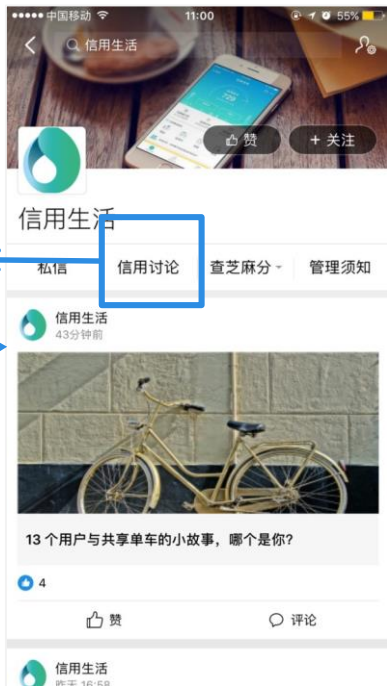 中国移动 11:00 55%
信用生活
赞 + 关注
信用生活
私信 信用讨论 查芝麻分 管理须知
信用生活
43分钟前
13 个用户与共享单车的小故事，哪个是你？
4
赞 评论
信用生活
昨天 16:58